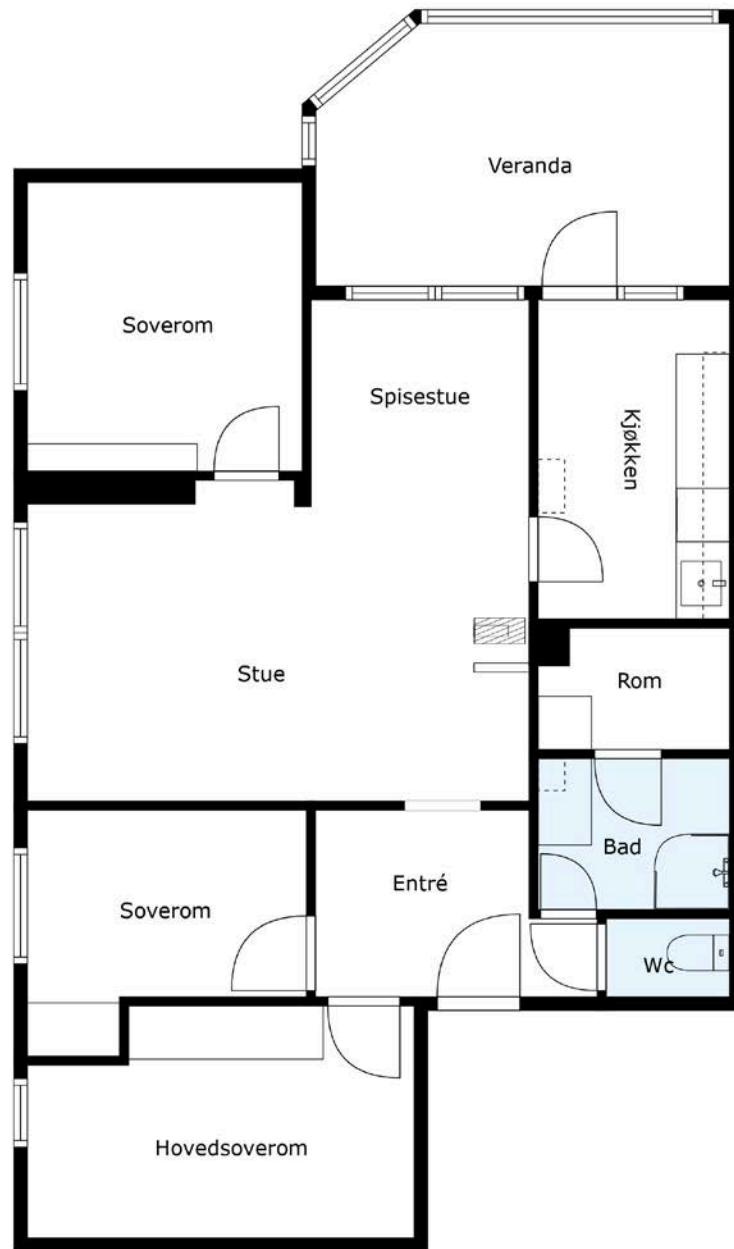 Veranda
Soverom
Spisestue
Kjøkken
Stue
Rom
Bad
Soverom
Entré
Wc
Hovedsoverom